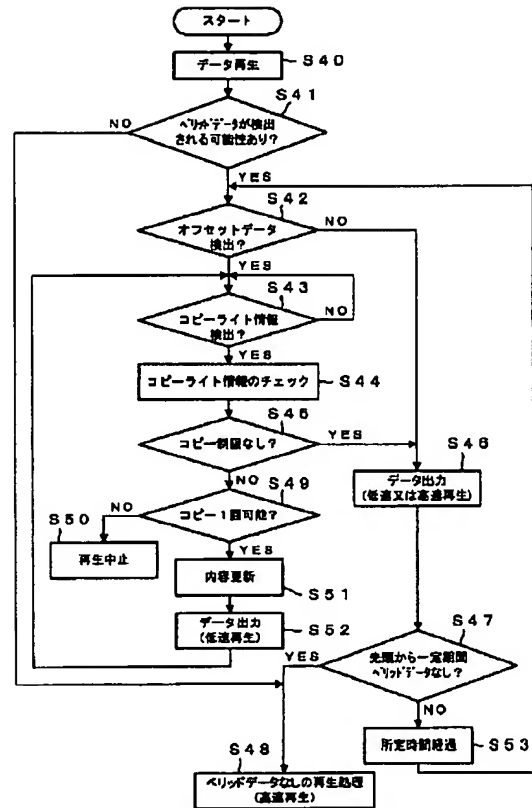 スタート
データ再生
S40
S41
ベリッドデータが検出
される可能性あり?
NO
YES
S42
オフセットデータ
検出?
NO
YES
S43
コピーライト情報
検出?
NO
YES
コピーライト情報のチェック
S44
S45
コピー制限なし?
YES
NO
S46
データ出力
(低速又は高速再生)
S49
コピー1回可能?
NO
S50
再生中止
YES
内容更新
S51
データ出力
(低速再生)
S52
S47
先頭から一定期間
ベリッドデータなし?
YES
NO
所定時間経過
S53
S48
ベリッドデータなしの再生処理
(高速再生)